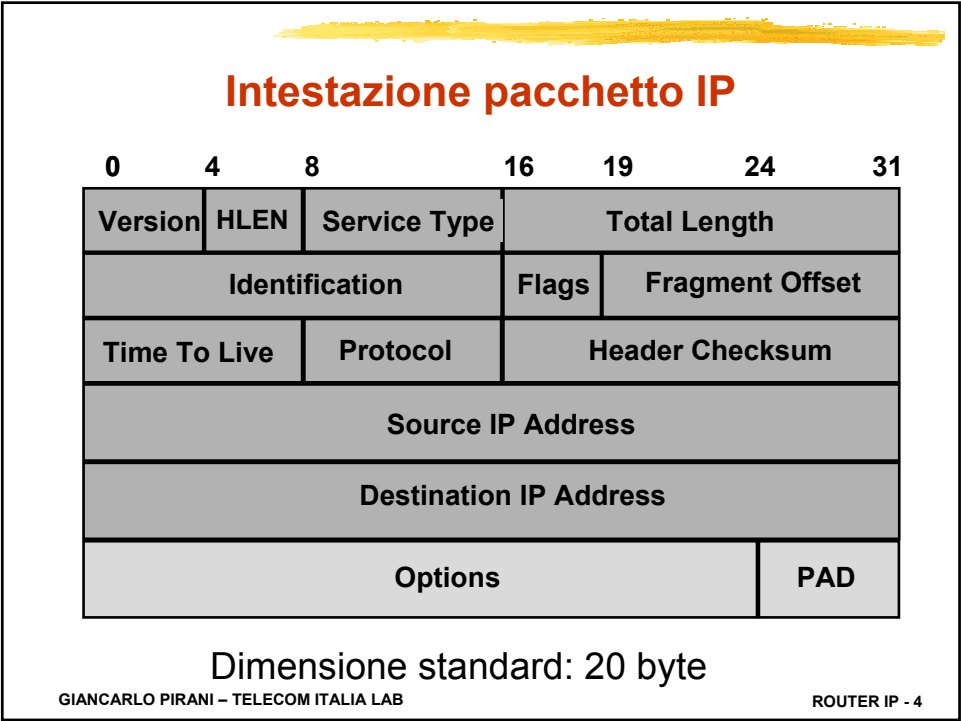 Intestazione pacchetto IP
0 4 8 16 19 24 31
Version HLEN Service Type Total Length
Identification Flags Fragment Offset
Time To Live Protocol Header Checksum
Source IP Address
Destination IP Address
Options PAD
Dimensione standard: 20 byte
GIANCARLO PIRANI – TELECOM ITALIA LAB ROUTER IP - 4